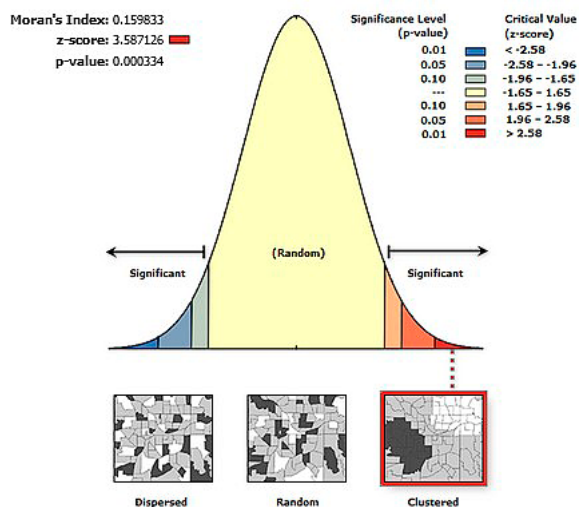 Moran's Index: 0.159833
z-score: 3.587126
p-value: 0.000334
Significance Level
(p-value)
Critical Value
(z-score)
0.01 < -2.58
0.05 -2.58 – -1.96
0.10 -1.96 – -1.65
--- -1.65 – 1.65
0.10 1.65 – 1.96
0.05 1.96 – 2.58
0.01 > 2.58
(Random)
Significant
Significant
Dispersed
Random
Clustered